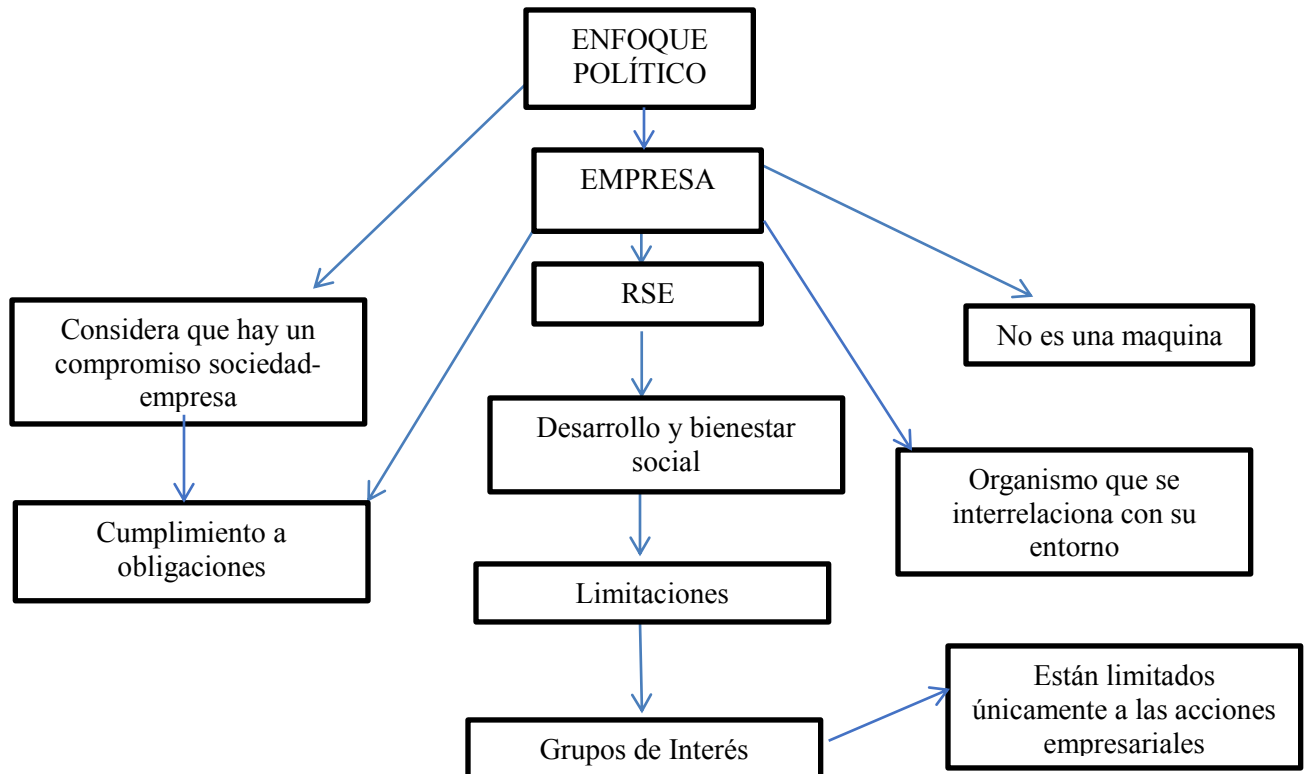 ENFOQUE
POLÍTICO
EMPRESA
RSE
Considera que hay un
compromiso sociedad-
empresa
No es una maquina
Desarrollo y bienestar
social
Organismo que se
interrelaciona con su
entorno
Cumplimiento a
obligaciones
Limitaciones
Están limitados
únicamente a las acciones
empresariales
Grupos de Interés